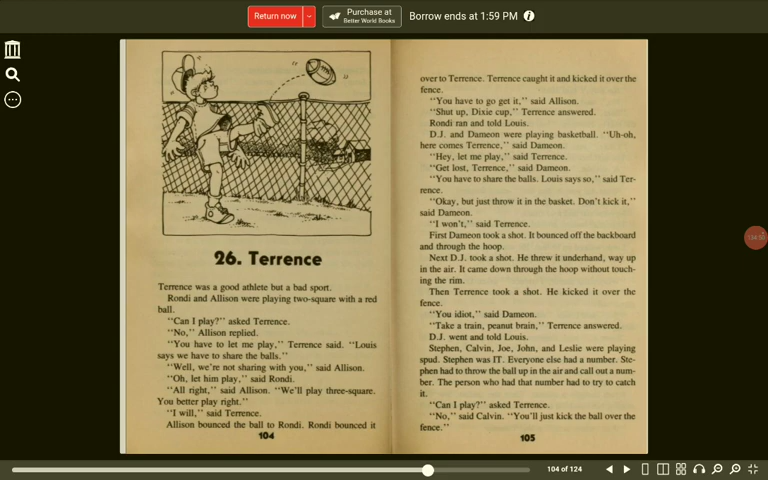 Return now
Purchase at
Better World Books
Borrow ends at 1:59 PM
26. Terrence
Terrence was a good athlete but a bad sport.
Rondi and Allison were playing two-square with a red
ball.
‘‘Can I play?’’ asked Terrence.
‘‘No,’’ Allison replied.
‘‘You have to let me play,’’ Terrence said. ‘‘Louis
says we have to share the balls.’’
‘‘Well, we're not sharing with you,’’ said Allison.
‘‘Oh, let him play,’’ said Rondi.
‘‘All right,’’ said Allison. ‘‘We'll play three-square.
You better play right.’’
‘‘I will,’’ said Terrence.
Allison bounced the ball to Rondi. Rondi bounced it
104
over to Terrence. Terrence caught it and kicked it over the
fence.
‘‘You have to go get it,’’ said Allison.
‘‘Shut up, Dixie cup,’’ Terrence answered.
Rondi ran and told Louis.
D.J. and Dameon were playing basketball. ‘‘Uh-oh,
here comes Terrence,’’ said Dameon.
‘‘Hey, let me play,’’ said Terrence.
‘‘Get lost, Terrence,’’ said Dameon.
‘‘You have to share the balls. Louis says so,’’ said Ter-
rence.
‘‘Okay, but just throw it in the basket. Don't kick it,’’
said Dameon.
‘‘I won't,’’ said Terrence.
First Dameon took a shot. It bounced off the backboard
and through the hoop.
Next D.J. took a shot. He threw it underhand, way up
in the air. It came down through the hoop without touch-
ing the rim.
Then Terrence took a shot. He kicked it over the
fence.
‘‘You idiot,’’ said Dameon.
‘‘Take a train, peanut brain,’’ Terrence answered.
D.J. went and told Louis.
Stephen, Calvin, Joe, John, and Leslie were playing
spud. Stephen was IT. Everyone else had a number. Ste-
phen had to throw the ball up in the air and call out a num-
ber. The person who had that number had to try to catch
it.
‘‘Can I play?’’ asked Terrence.
‘‘No,’’ said Calvin. ‘‘You'll just kick the ball over the
fence.’’
105
104 of 124